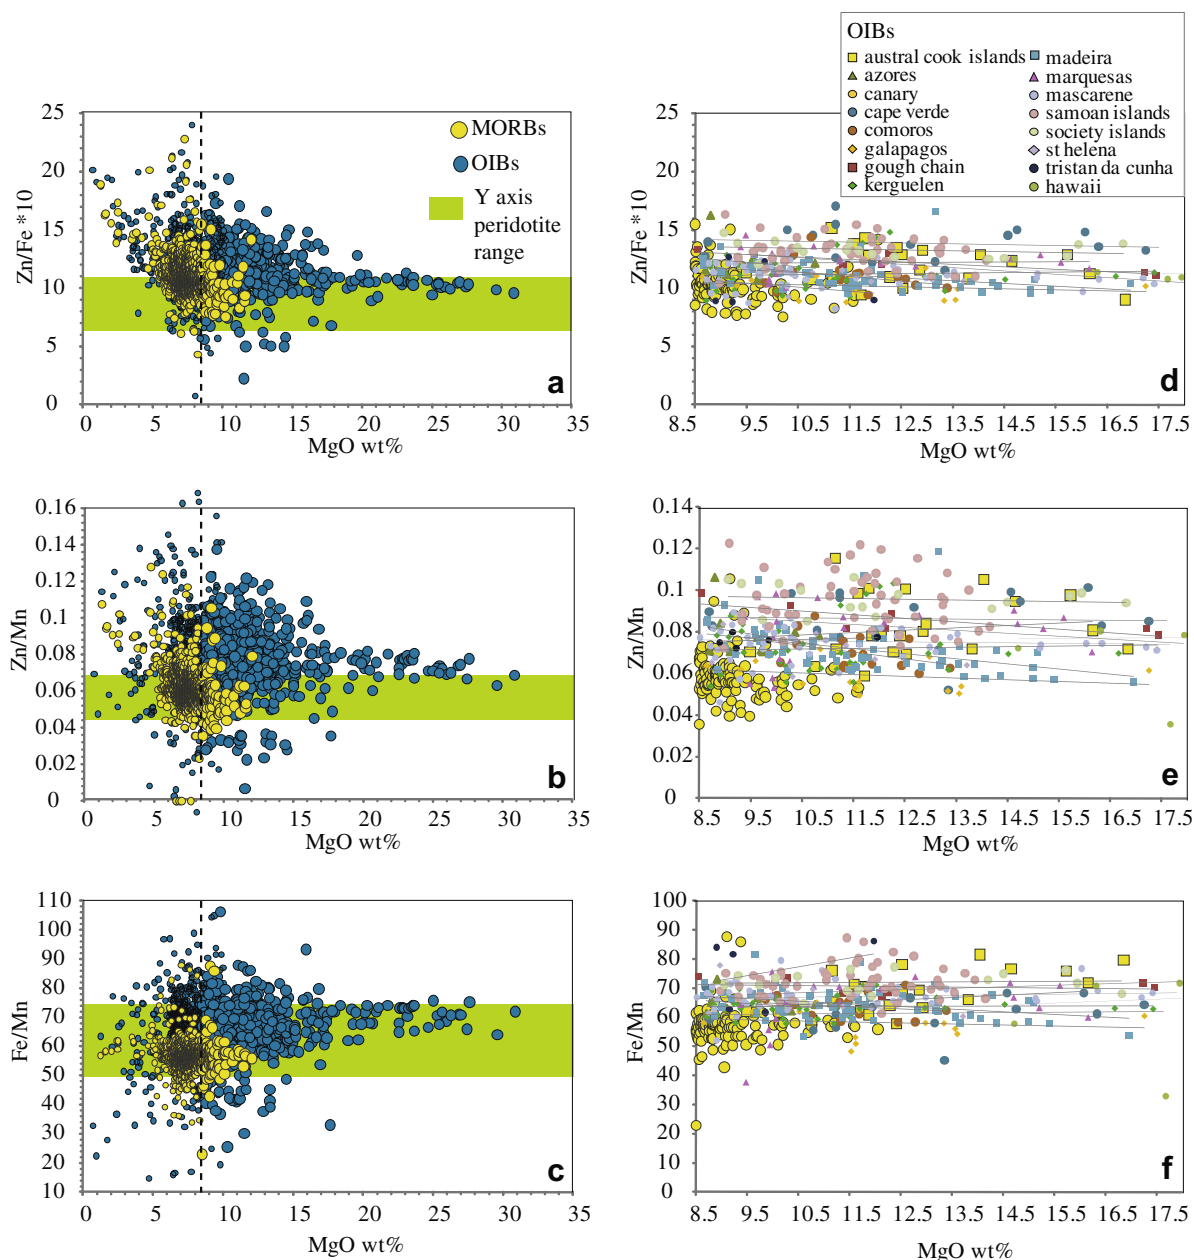 OIBs
austral cook islands
azores
canary
cape verde
comoros
galapagos
gough chain
kerguelen
madeira
marquesas
mascarene
samoan islands
society islands
st helena
tristan da cunha
hawaii
25
20
15
10
5
0
Zn/Fe*10
MORBs
OIBs
Y axis
peridotite
range
a
0 5 10 15 20 25 30 35
MgO wt%
25
20
15
10
5
0
Zn/Fe*10
d
8.5 9.5 10.5 11.5 12.5 13.5 14.5 15.5 16.5 17.5
MgO wt%
0.16
0.14
0.12
0.1
0.08
0.06
0.04
0.02
0
Zn/Mn
b
0 5 10 15 20 25 30 35
MgO wt%
0.14
0.12
0.1
0.08
0.06
0.04
0.02
0
Zn/Mn
e
8.5 9.5 10.5 11.5 12.5 13.5 14.5 15.5 16.5 17.5
MgO wt%
110
100
90
80
70
60
50
40
30
20
10
Fe/Mn
c
0 5 10 15 20 25 30 35
MgO wt%
100
90
80
70
60
50
40
30
20
10
0
Fe/Mn
f
8.5 9.5 10.5 11.5 12.5 13.5 14.5 15.5 16.5 17.5
MgO wt%